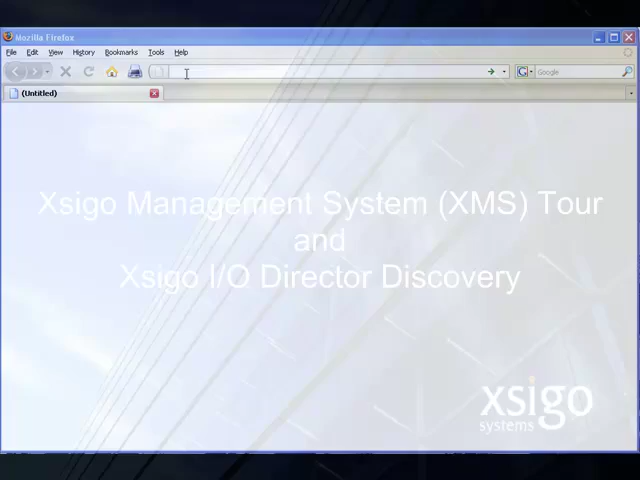 Mozilla Firefox
File Edit View History Bookmarks Tools Help
G Google
(Untitled)
Xsigo Management System (XMS) Tour
and
Xsigo I/O Director Discovery
xsigo
systems